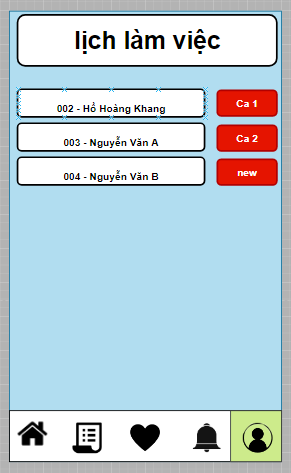 lịch làm việc
002 - Hồ Hoàng Khang
Ca 1
003 - Nguyễn Văn A
Ca 2
004 - Nguyễn Văn B
new